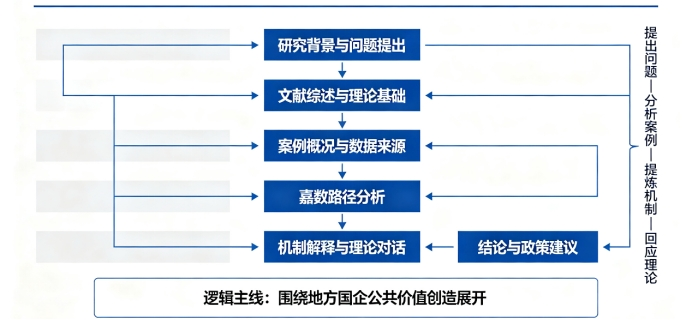 研究背景与问题提出
文献综述与理论基础
案例概况与数据来源
嘉数路径分析
机制解释与理论对话
结论与政策建议
提出问题—分析案例—提炼机制—回应理论
逻辑主线：围绕地方国企公共价值创造展开